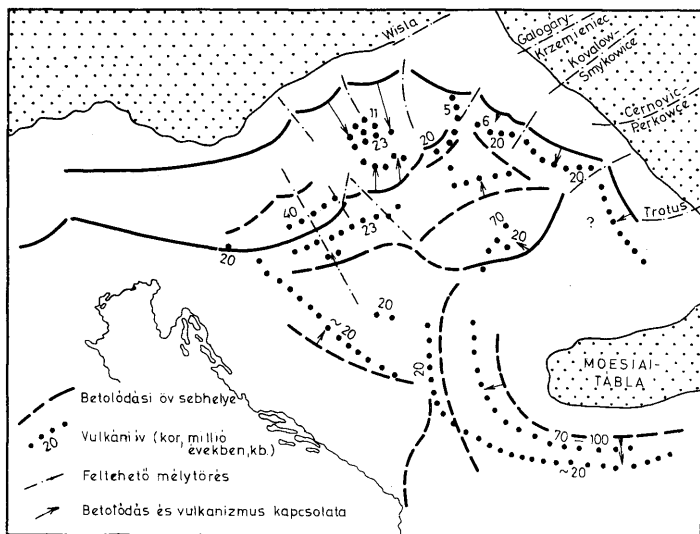 Wisla
Galogary-
Krzemieniec
Kovalow-
Smykowice
Cernovic-
Perkowce
11
23
5
20
6
20
20
?
Trotus
40
23
70
20
20
20
~20
20
MOESIAI-
TÁBLA
70 — 100
~20
Betolódási öv sebhelye
20 Vulkáni ív (kor, millió
években, kb.)
Feltehető mélytörés
Betolódás és vulkanizmus kapcsolata